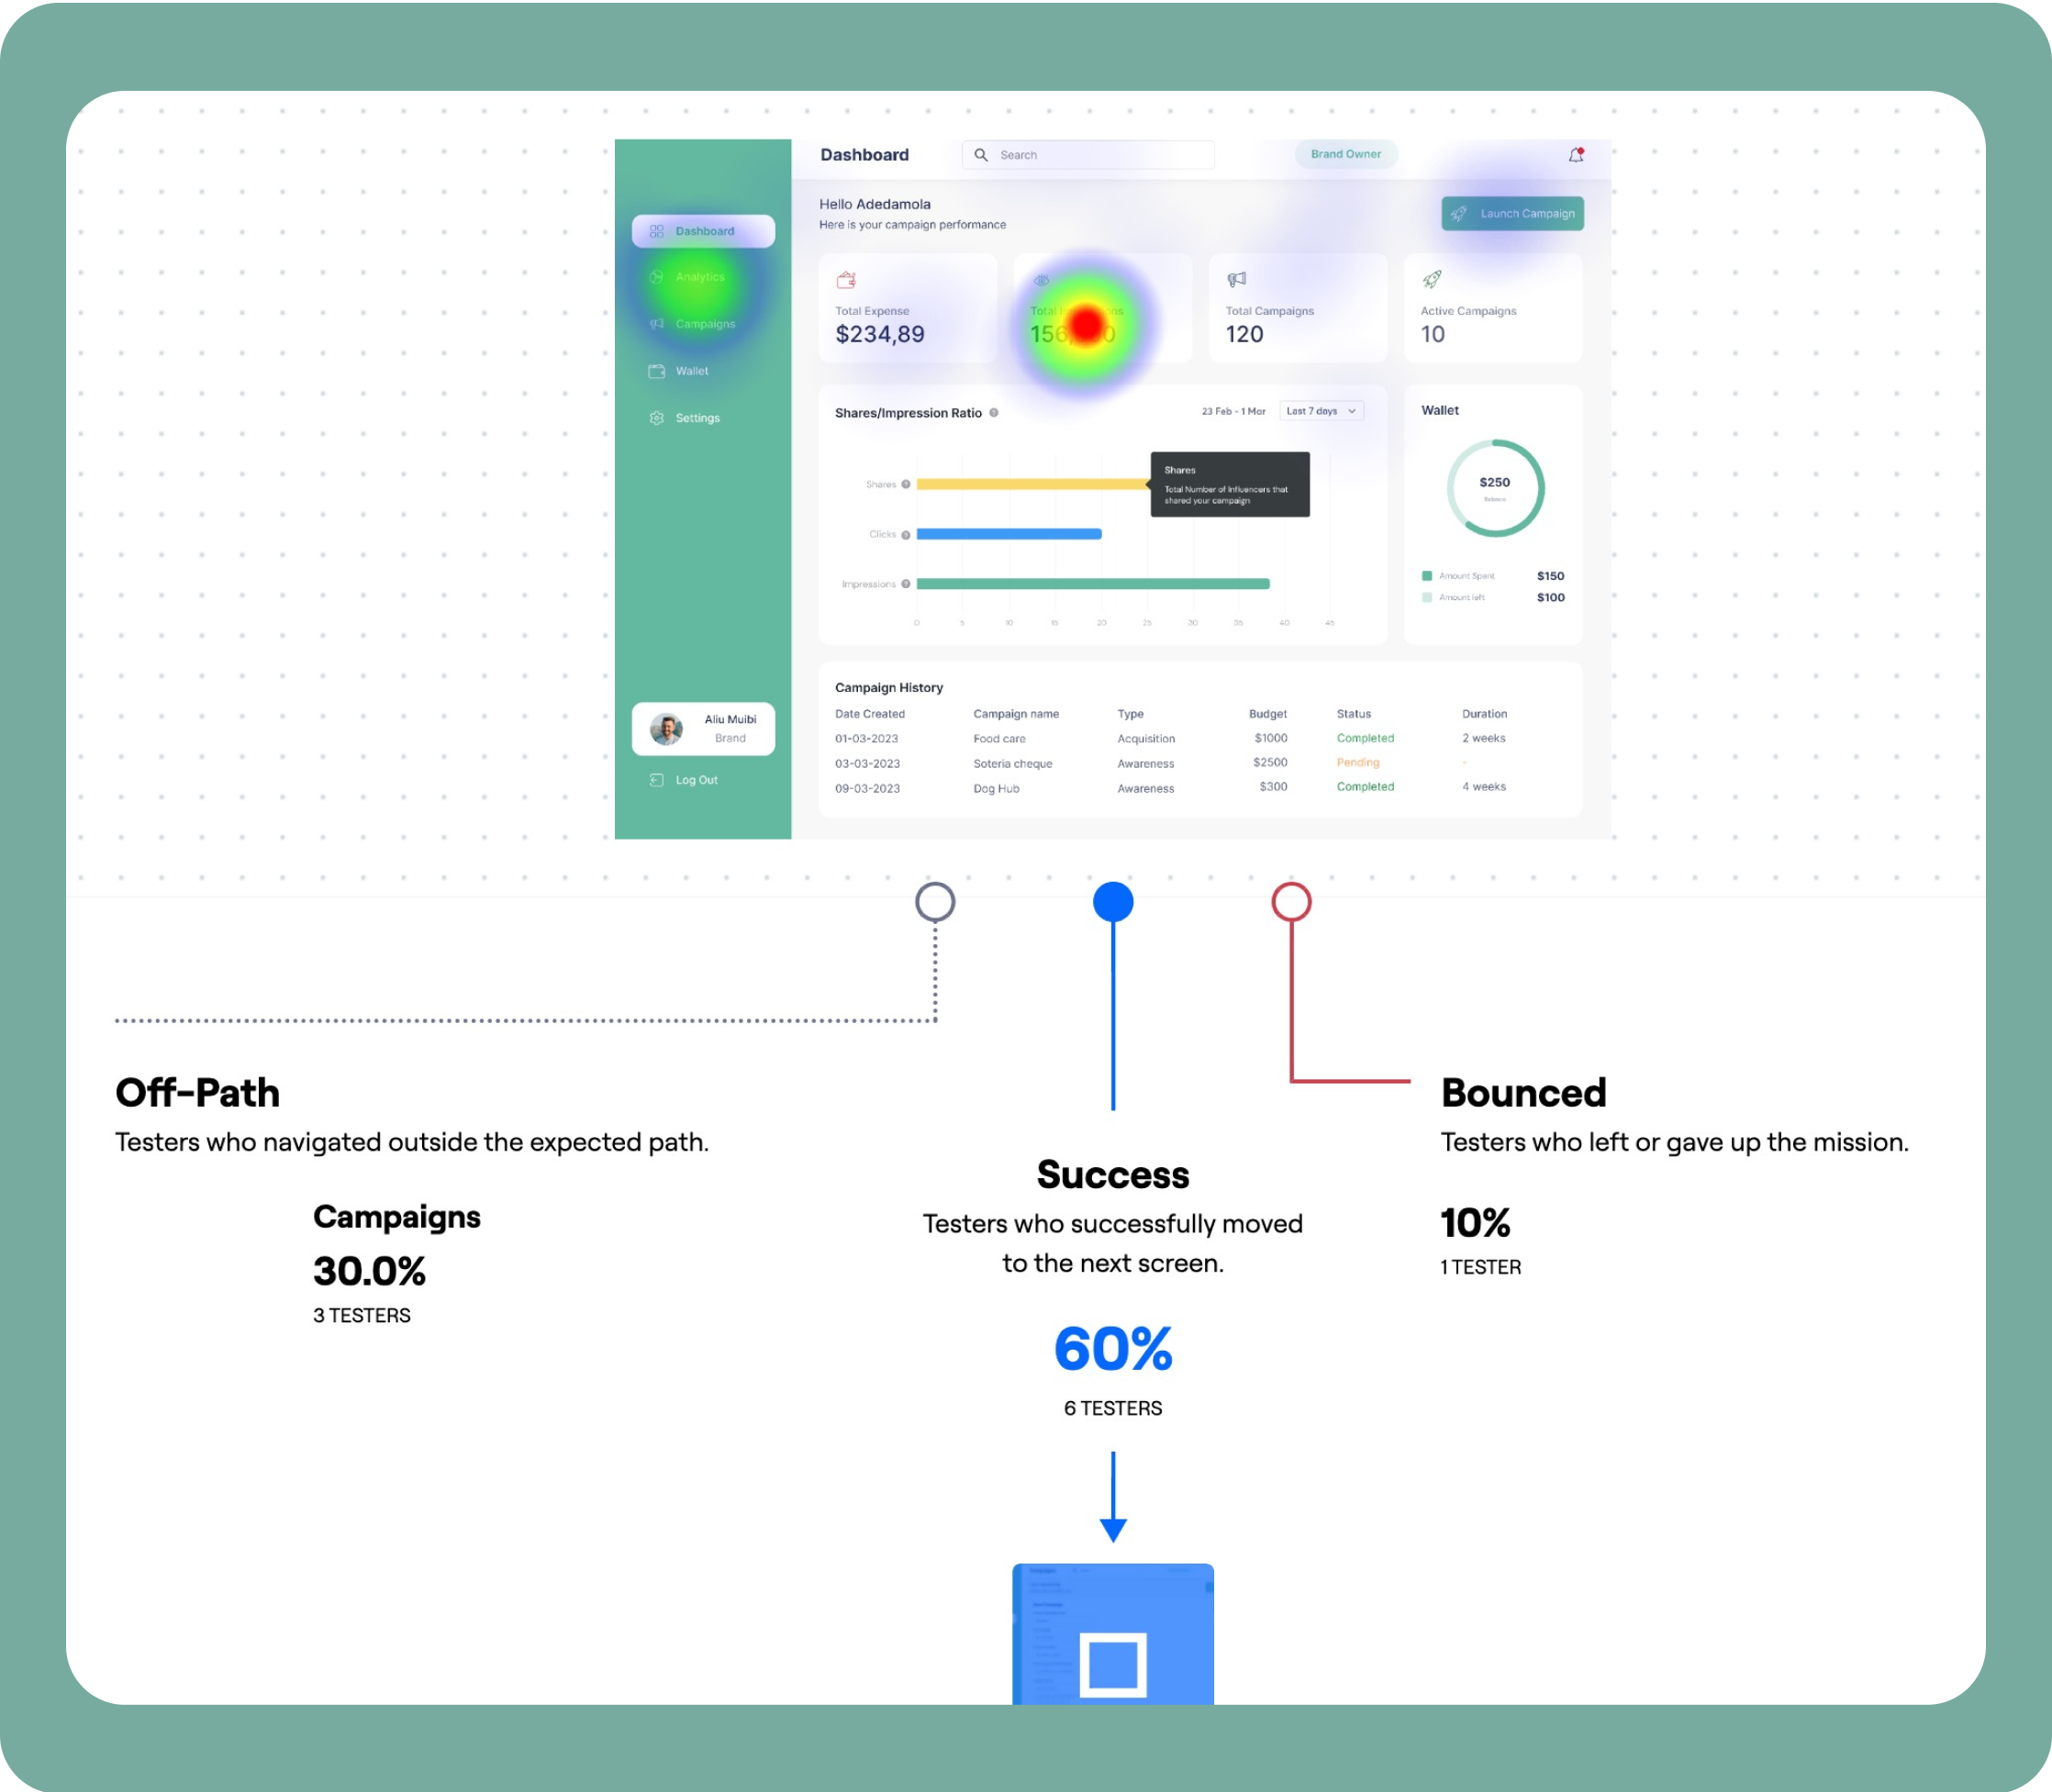 Dashboard
Search
Brand Owner
Hello Adedamola
Here is your campaign performance
Launch Campaign
Dashboard
Analytics
Campaigns
Wallet
Settings
Total Expense
$234,89
Total
Total Campaigns
120
Active Campaigns
10
Shares/Impression Ratio
23 Feb - 1 Mar
Last 7 days
Shares
Clicks
Impressions
Shares
Total Number of Influencers that
shared your campaign
0 5 10 15 20 25 30 35 40 45
Wallet
$250
Balance
Amount Spent $150
Amount left $100
Campaign History
Date Created Campaign name Type Budget Status Duration
01-03-2023 Food care Acquisition $1000 Completed 2 weeks
03-03-2023 Soteria cheque Awareness $2500 Pending -
09-03-2023 Dog Hub Awareness $300 Completed 4 weeks
Aliu Muibi
Brand
Log Out
Off-Path
Testers who navigated outside the expected path.
Campaigns
30.0%
3 TESTERS
Success
Testers who successfully moved
to the next screen.
60%
6 TESTERS
Bounced
Testers who left or gave up the mission.
10%
1 TESTER